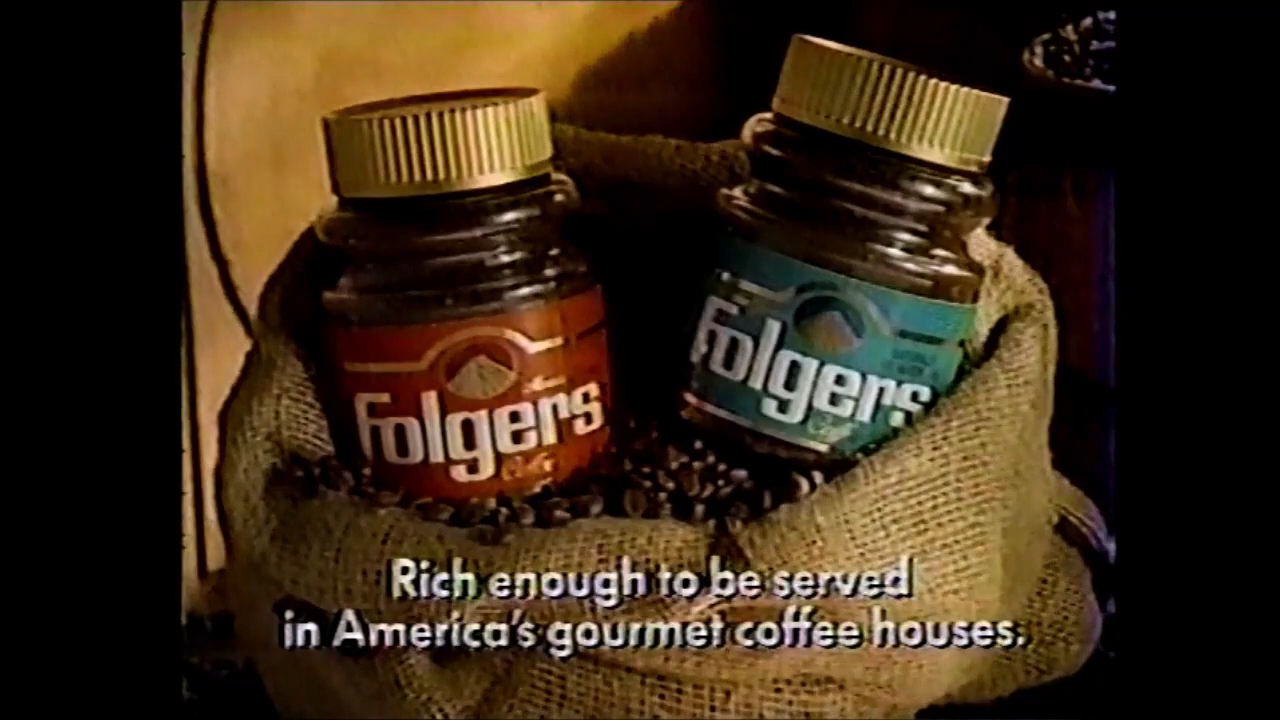 Folgers
Folgers
Rich enough to be served
in America's gourmet coffee houses.